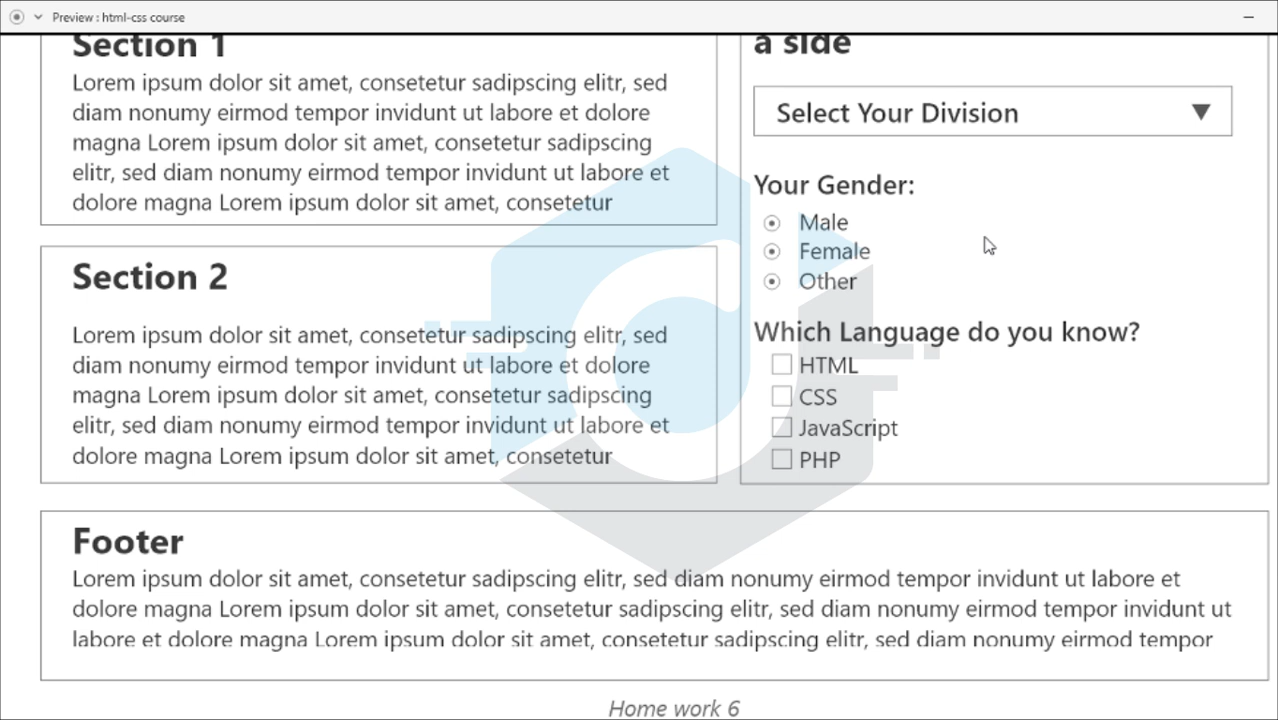 Preview : html-css course
Section 1
Lorem ipsum dolor sit amet, consetetur sadipscing elitr, sed
diam nonumy eirmod tempor invidunt ut labore et dolore
magna Lorem ipsum dolor sit amet, consetetur sadipscing
elitr, sed diam nonumy eirmod tempor invidunt ut labore et
dolore magna Lorem ipsum dolor sit amet, consetetur
Section 2
Lorem ipsum dolor sit amet, consetetur sadipscing elitr, sed
diam nonumy eirmod tempor invidunt ut labore et dolore
magna Lorem ipsum dolor sit amet, consetetur sadipscing
elitr, sed diam nonumy eirmod tempor invidunt ut labore et
dolore magna Lorem ipsum dolor sit amet, consetetur
a side
Select Your Division
Your Gender:
Male
Female
Other
Which Language do you know?
HTML
CSS
JavaScript
PHP
Footer
Lorem ipsum dolor sit amet, consetetur sadipscing elitr, sed diam nonumy eirmod tempor invidunt ut labore et
dolore magna Lorem ipsum dolor sit amet, consetetur sadipscing elitr, sed diam nonumy eirmod tempor invidunt ut
labore et dolore magna Lorem ipsum dolor sit amet, consetetur sadipscing elitr, sed diam nonumy eirmod tempor
Home work 6